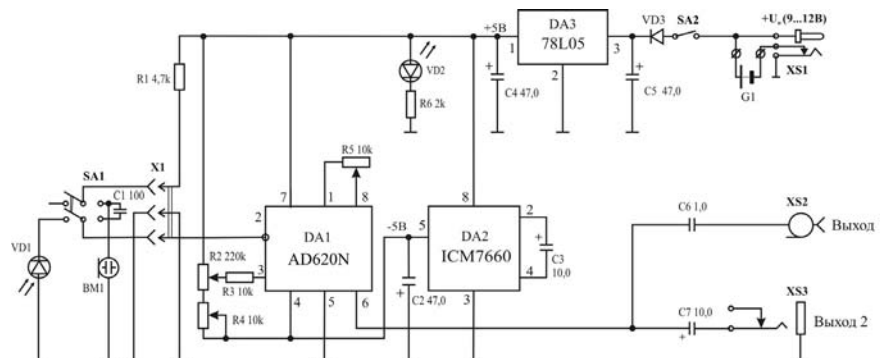 +5В
DA3
78L05
1
3
2
VD3
SA2
+Uп(9...12В)
XS1
G1
R1 4,7k
VD2
R6 2k
C4 47,0
+
C5 47,0
+
SA1
X1
C1 100
R5 10k
7
1
8
2
DA1
AD620N
3
4
5
6
VD1
BM1
R2 220k
R3 10k
R4 10k
-5В
5
8
DA2
ICM7660
2
4
3
+
C3
10,0
C2 47,0
+
C6 1,0
XS2
Выход
C7 10,0
+
XS3
Выход 2